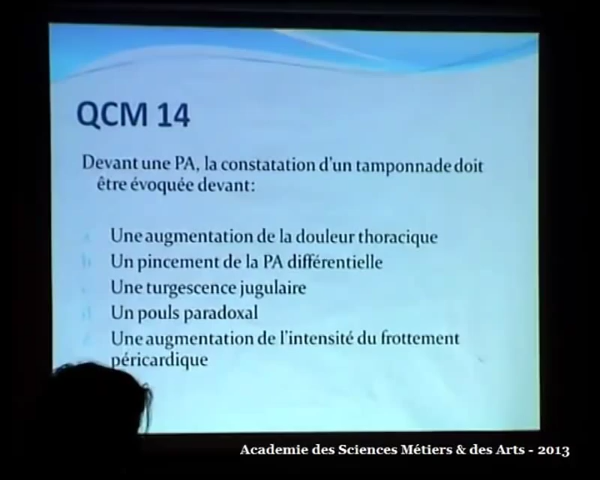 QCM 14
Devant une PA, la constatation d'un tamponnade doit
être évoquée devant:
a. Une augmentation de la douleur thoracique
b. Un pincement de la PA différentielle
c. Une turgescence jugulaire
d. Un pouls paradoxal
e. Une augmentation de l'intensité du frottement
péricardique
Academie des Sciences Métiers & des Arts - 2013